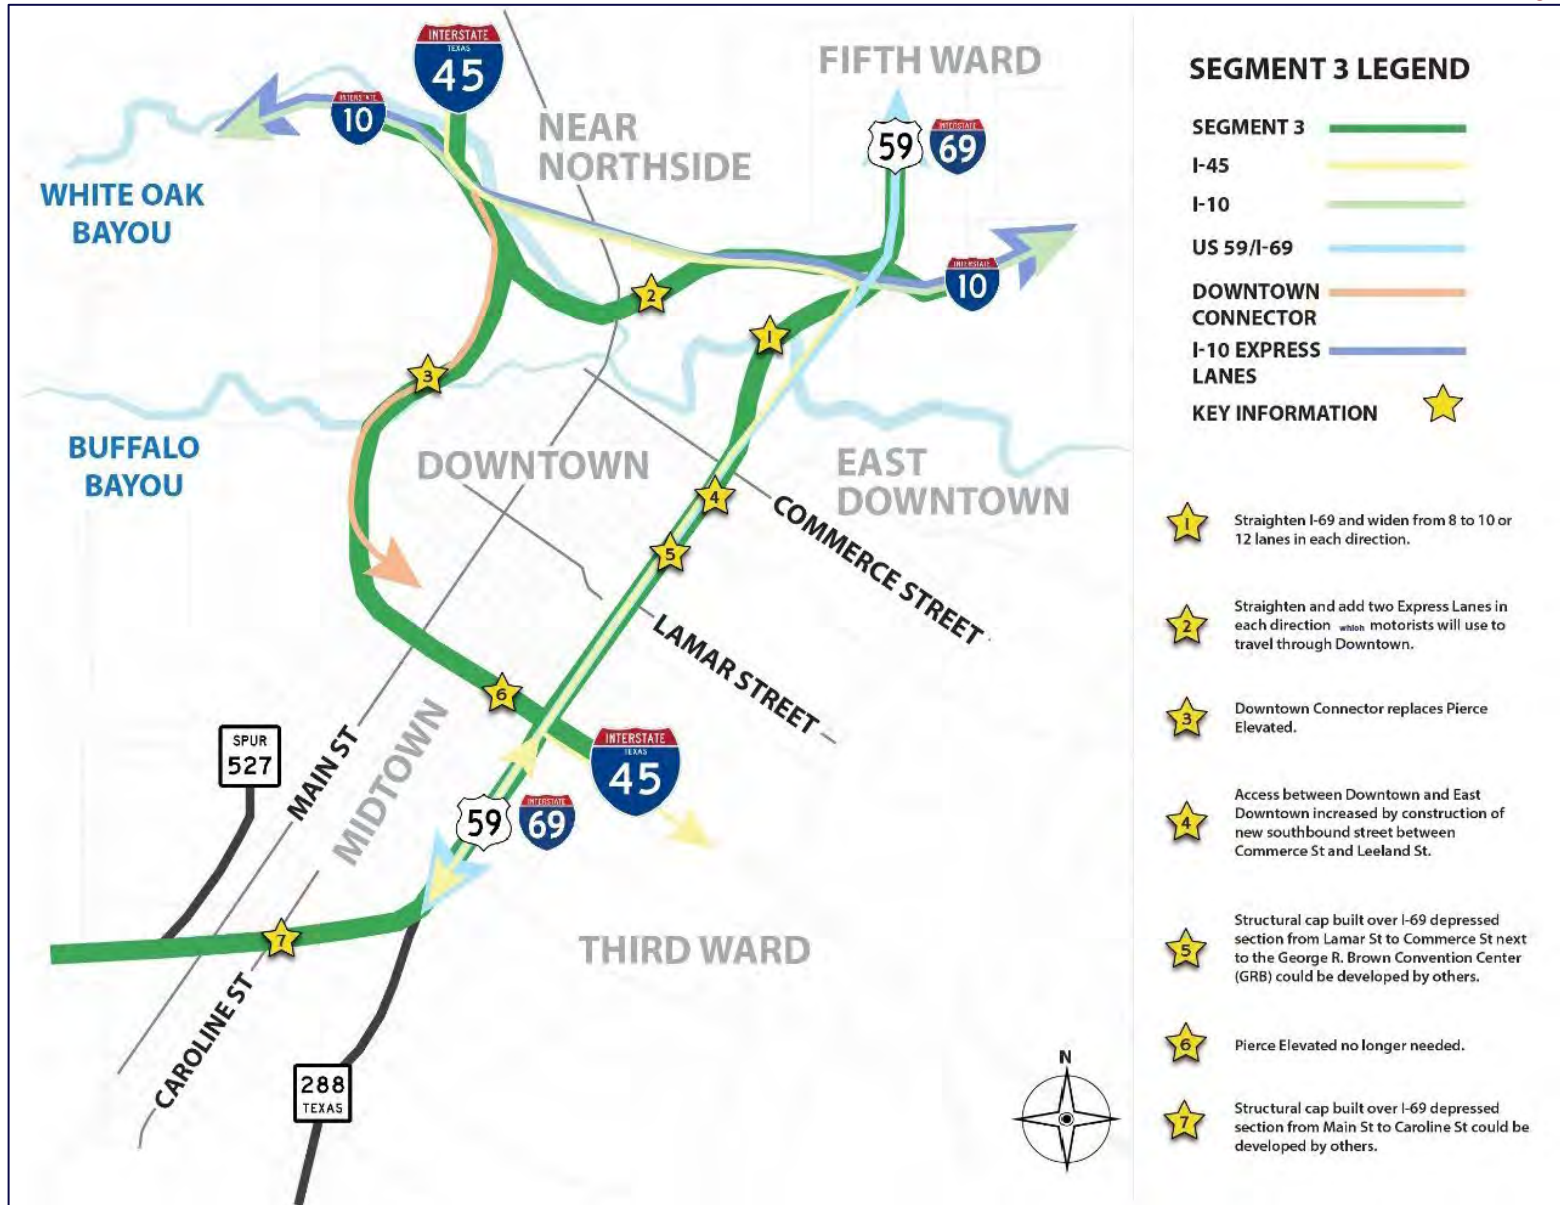 INTERSTATE
TEXAS
45
INTERSTATE
10
FIFTH WARD
59
INTERSTATE
69
NEAR
NORTHSIDE
WHITE OAK
BAYOU
INTERSTATE
10
2
1
3
BUFFALO
BAYOU
DOWNTOWN
EAST
DOWNTOWN
4
5
COMMERCE STREET
LAMAR STREET
6
SPUR
527
MAIN ST
MIDTOWN
INTERSTATE
TEXAS
45
59
INTERSTATE
69
7
THIRD WARD
CAROLINE ST
288
TEXAS
N
SEGMENT 3 LEGEND
SEGMENT 3
I-45
I-10
US 59/I-69
DOWNTOWN
CONNECTOR
I-10 EXPRESS
LANES
KEY INFORMATION
1
Straighten I-69 and widen from 8 to 10 or
12 lanes in each direction.
2
Straighten and add two Express Lanes in
each direction which motorists will use to
travel through Downtown.
3
Downtown Connector replaces Pierce
Elevated.
4
Access between Downtown and East
Downtown increased by construction of
new southbound street between
Commerce St and Leeland St.
5
Structural cap built over I-69 depressed
section from Lamar St to Commerce St next
to the George R. Brown Convention Center
(GRB) could be developed by others.
6
Pierce Elevated no longer needed.
7
Structural cap built over I-69 depressed
section from Main St to Caroline St could be
developed by others.